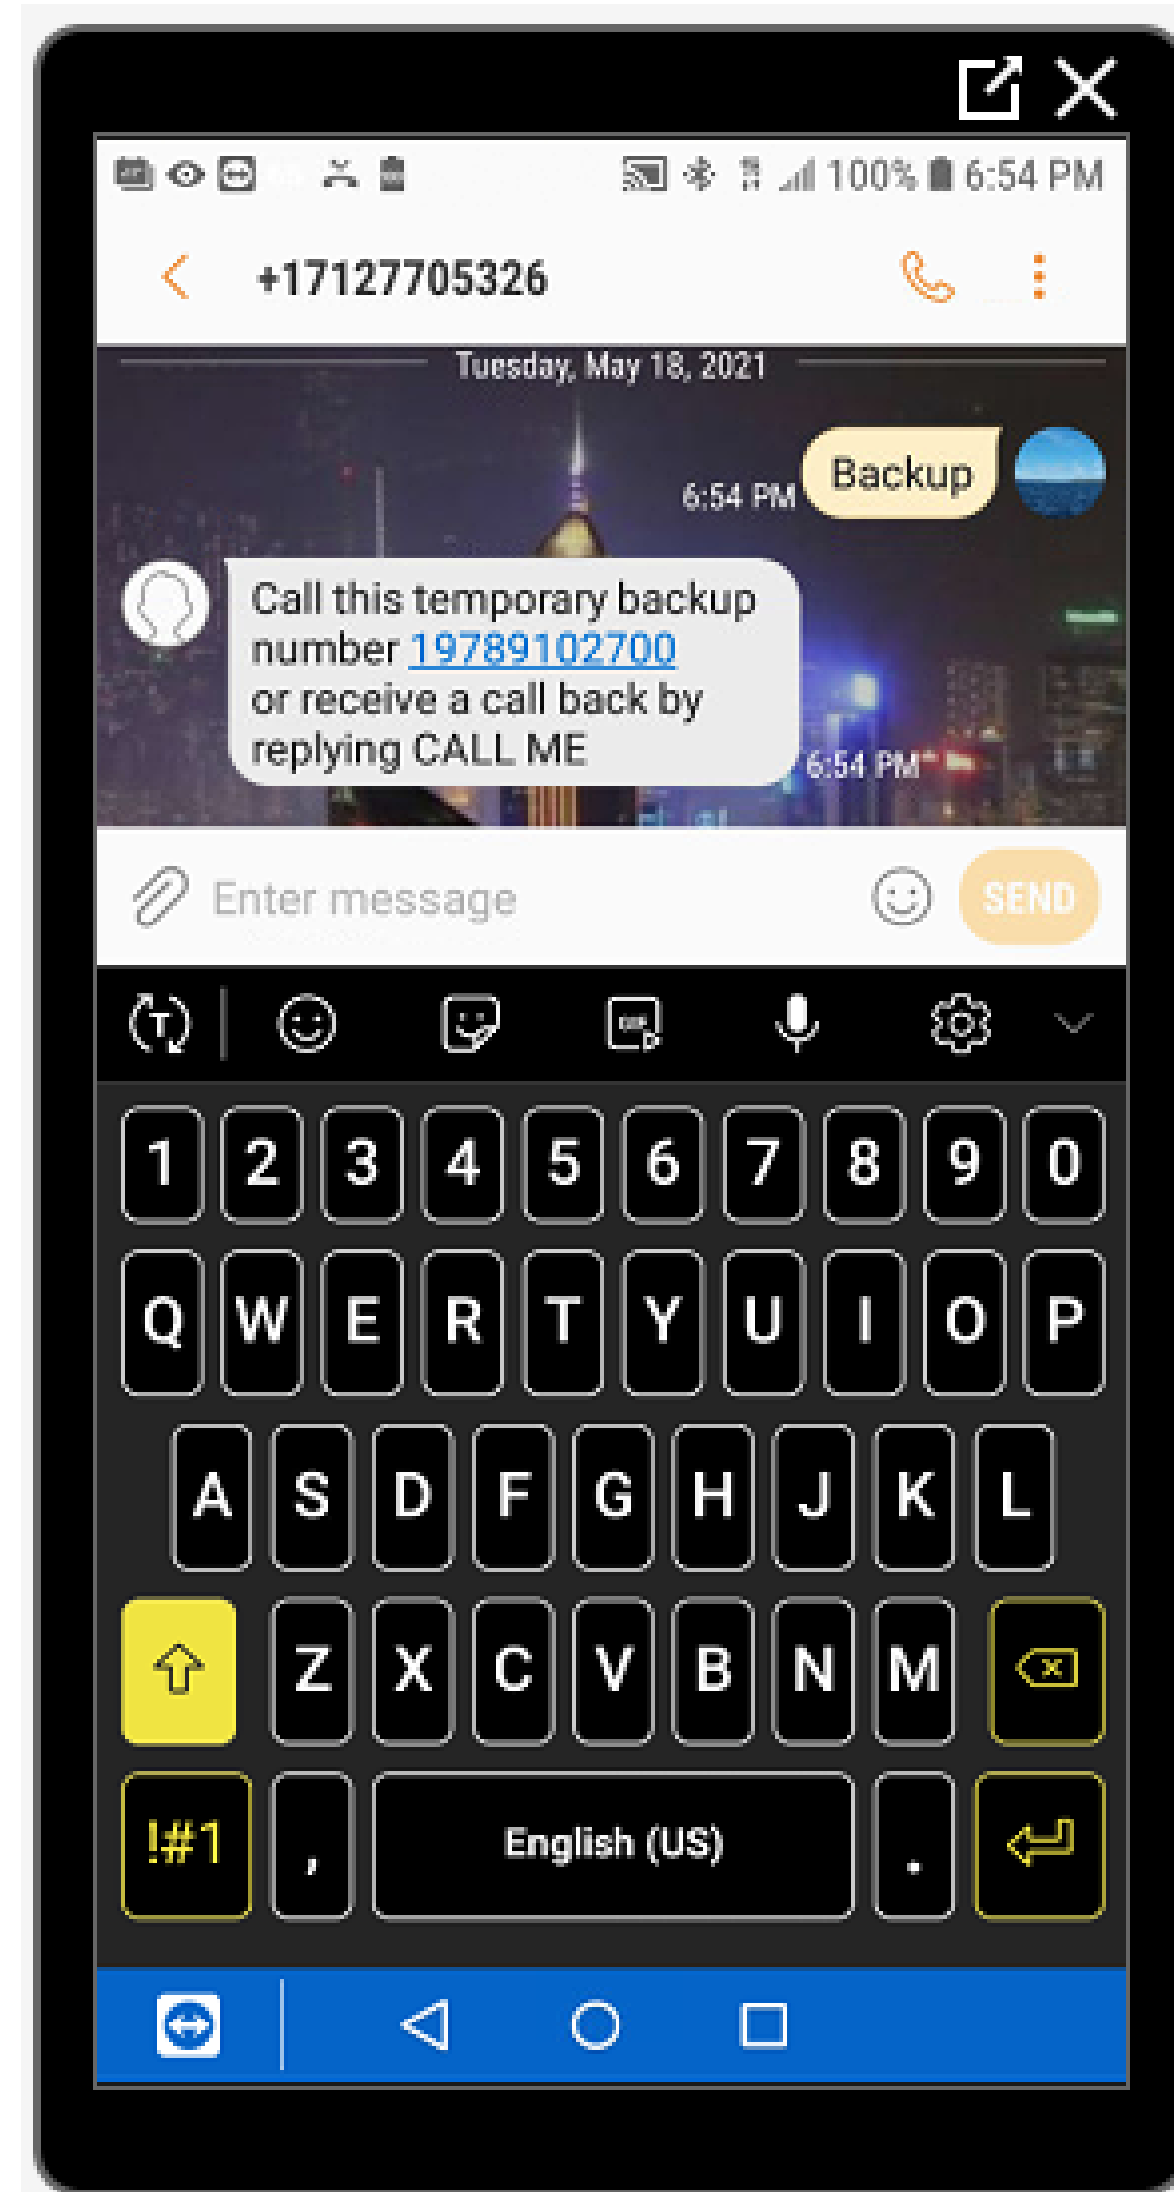 100% 6:54 PM
+17127705326
Tuesday, May 18, 2021
Backup
6:54 PM
Call this temporary backup
number 19789102700
or receive a call back by
replying CALL ME
6:54 PM
Enter message
SEND
T
GIF
1 2 3 4 5 6 7 8 9 0
Q W E R T Y U I O P
A S D F G H J K L
Z X C V B N M
!#1 , English (US) .